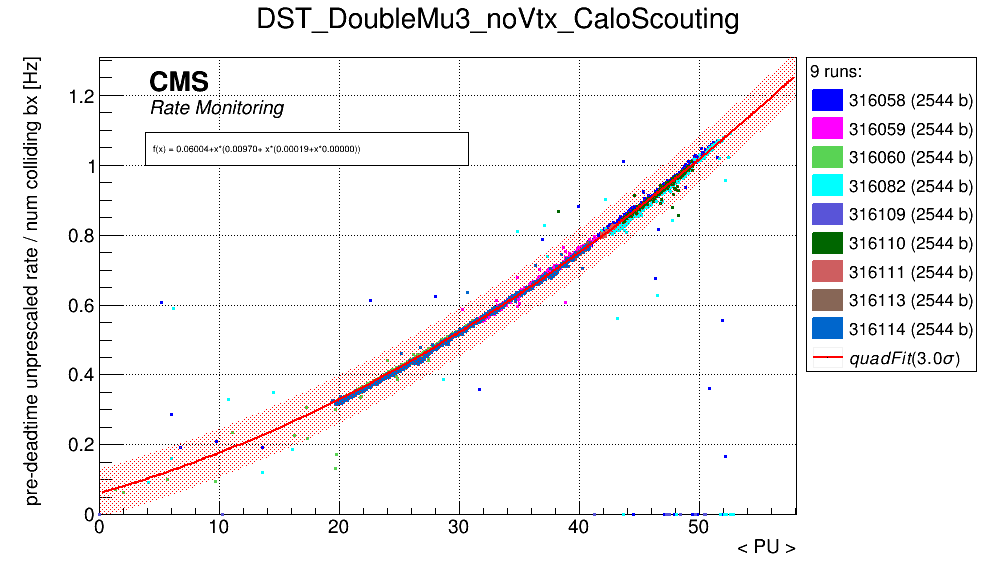 DST_DoubleMu3_noVtx_CaloScouting
pre-deadtime unprescaled rate / num colliding bx [Hz]
CMS
Rate Monitoring
f(x) = 0.06004+x*(0.00970+ x*(0.00019+x*0.00000))
1.2
1
0.8
0.6
0.4
0.2
0
0 10 20 30 40 50
< PU >
9 runs:
316058 (2544 b)
316059 (2544 b)
316060 (2544 b)
316082 (2544 b)
316109 (2544 b)
316110 (2544 b)
316111 (2544 b)
316113 (2544 b)
316114 (2544 b)
quadFit(3.0σ)